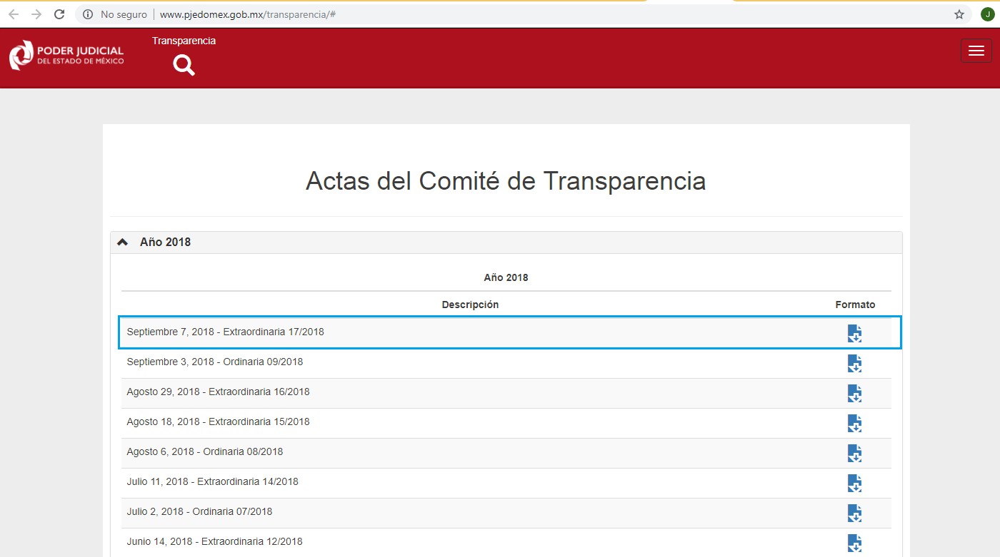 No seguro | www.pjedomex.gob.mx/transparencia/#
J
PODER JUDICIAL
DEL ESTADO DE MÉXICO
Transparencia
Actas del Comité de Transparencia
Año 2018
Año 2018
Descripción Formato
Septiembre 7, 2018 - Extraordinaria 17/2018
Septiembre 3, 2018 - Ordinaria 09/2018
Agosto 29, 2018 - Extraordinaria 16/2018
Agosto 18, 2018 - Extraordinaria 15/2018
Agosto 6, 2018 - Ordinaria 08/2018
Julio 11, 2018 - Extraordinaria 14/2018
Julio 2, 2018 - Ordinaria 07/2018
Junio 14, 2018 - Extraordinaria 12/2018